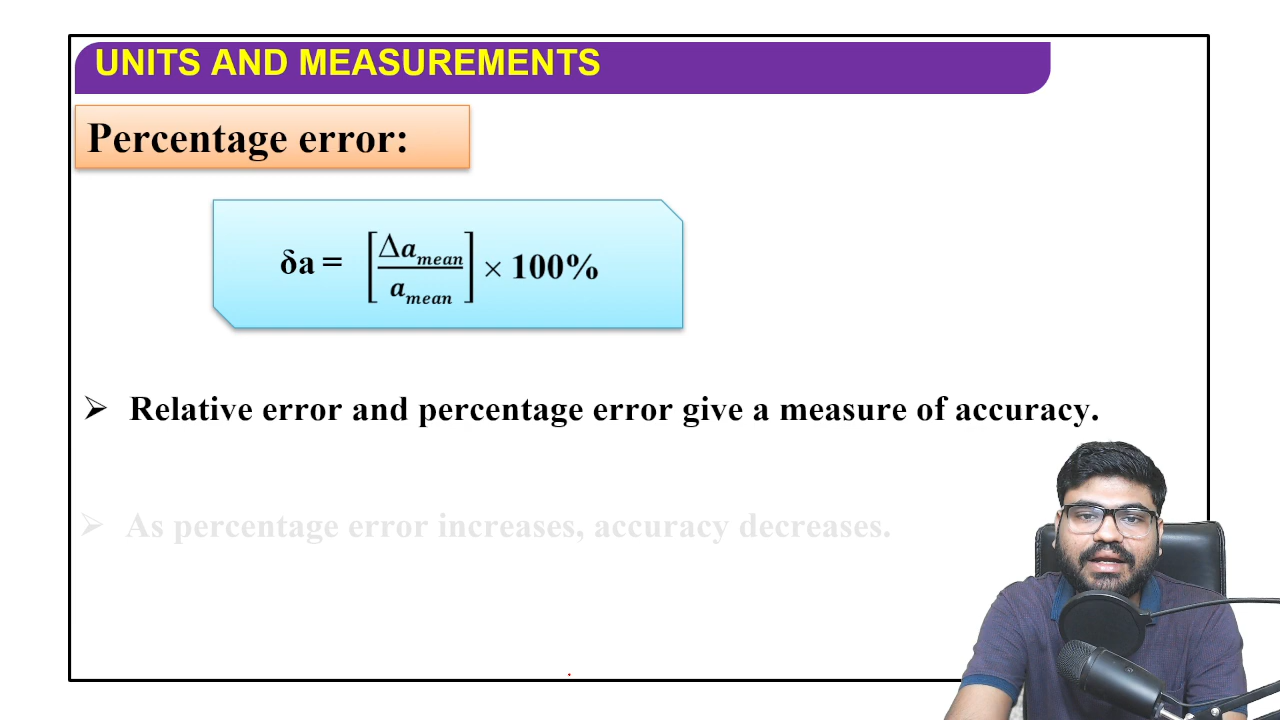 UNITS AND MEASUREMENTS
Percentage error:
δa = [Δa_mean / a_mean] × 100%
➢ Relative error and percentage error give a measure of accuracy.
➢ As percentage error increases, accuracy decreases.